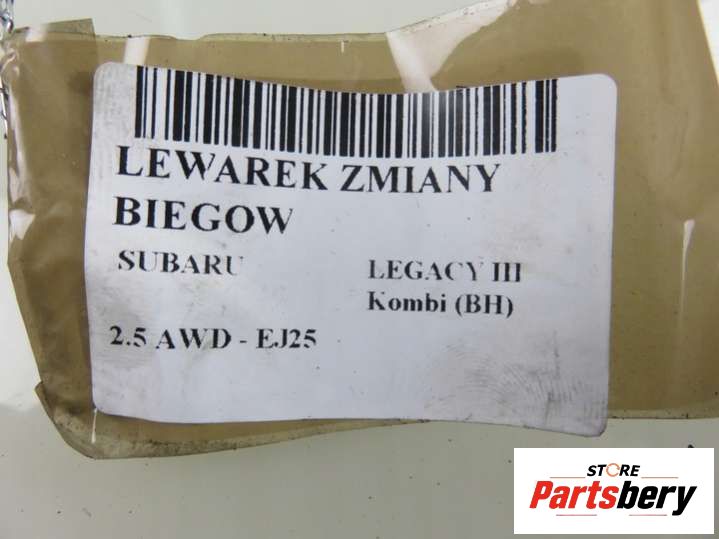 LEWAREK ZMIANY
BIEGOW
SUBARU LEGACY III
Kombi (BH)
2.5 AWD - EJ25
STORE
Partsbery